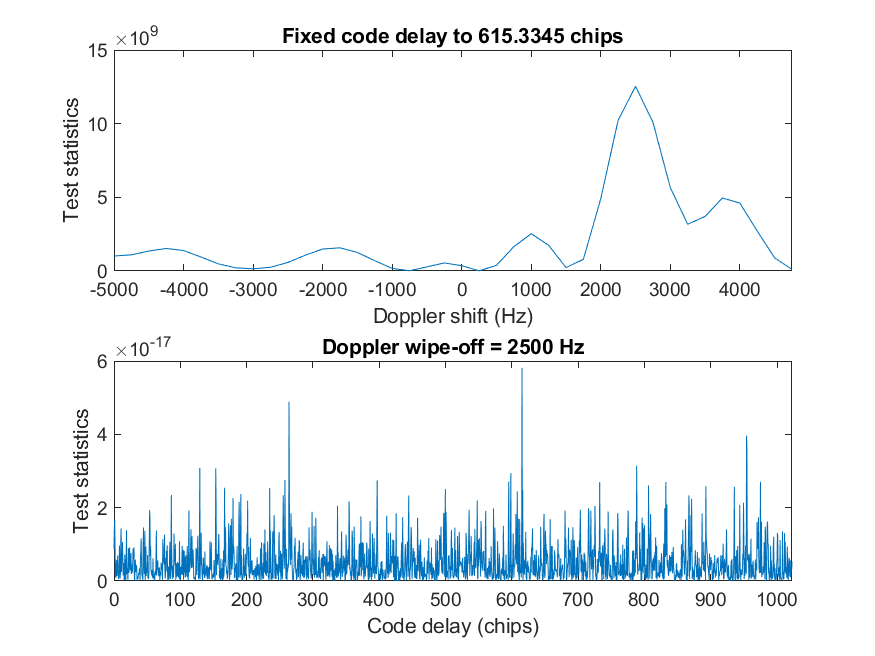 ×10^9
Fixed code delay to 615.3345 chips
15
10
5
0
Test statistics
-5000 -4000 -3000 -2000 -1000 0 1000 2000 3000 4000
Doppler shift (Hz)
×10^-17
Doppler wipe-off = 2500 Hz
6
4
2
0
Test statistics
0 100 200 300 400 500 600 700 800 900 1000
Code delay (chips)